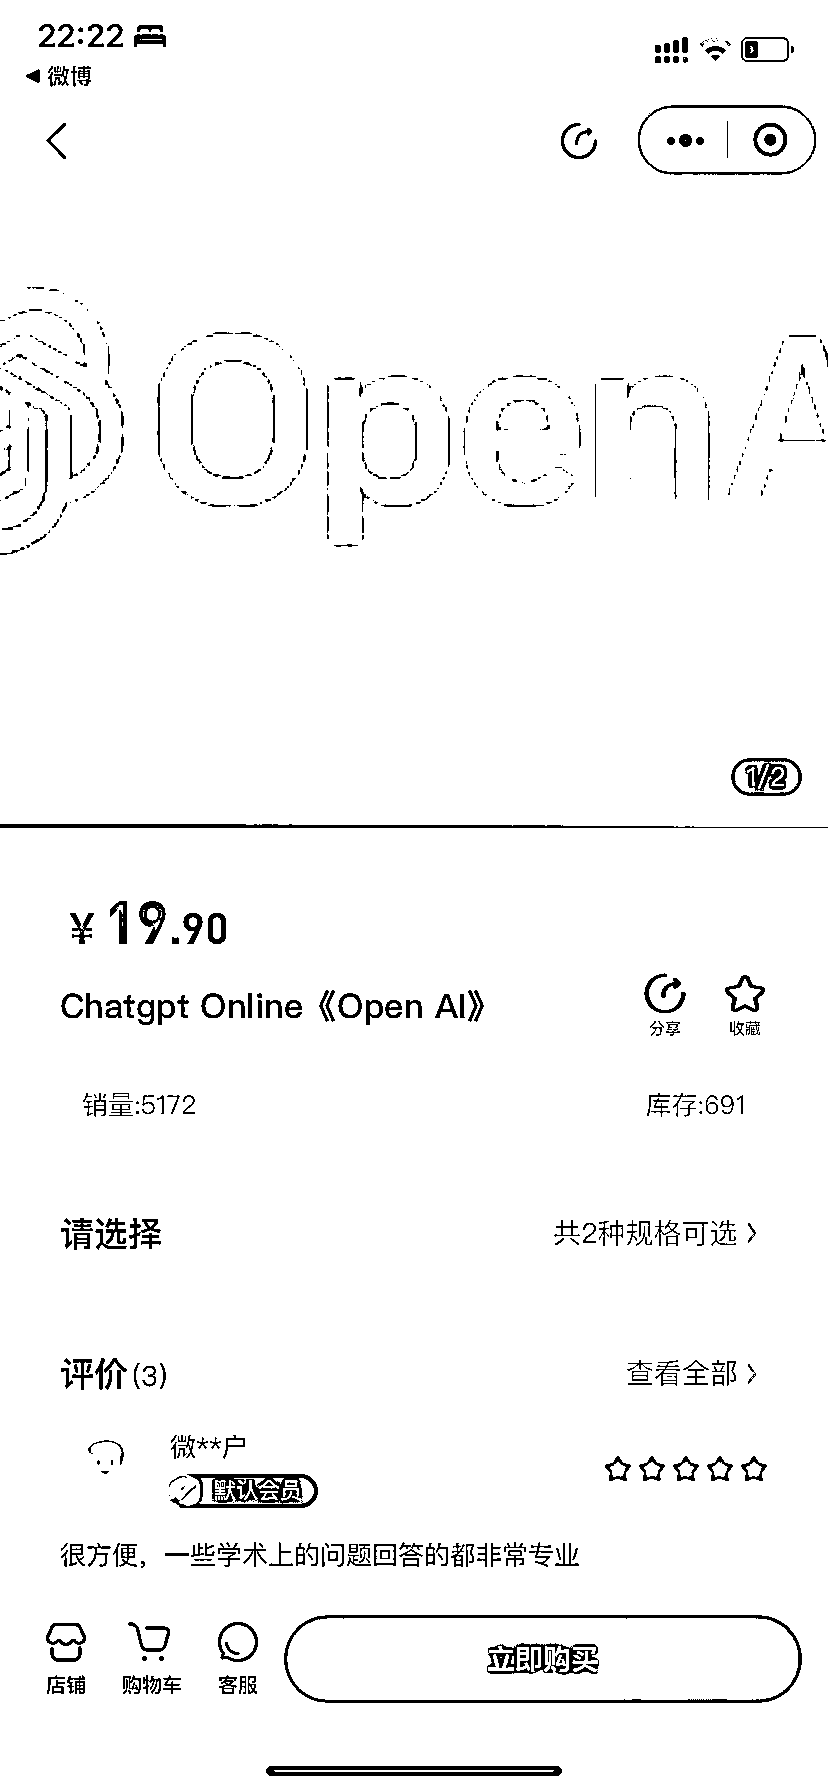 22:22
微博
OpenA
1/2
¥19.90
Chatgpt Online《Open AI》
分享
收藏
销量:5172
库存:691
请选择
共2种规格可选
评价(3)
查看全部
微**户
默认会员
很方便，一些学术上的问题回答的都非常专业
店铺
购物车
客服
立即购买